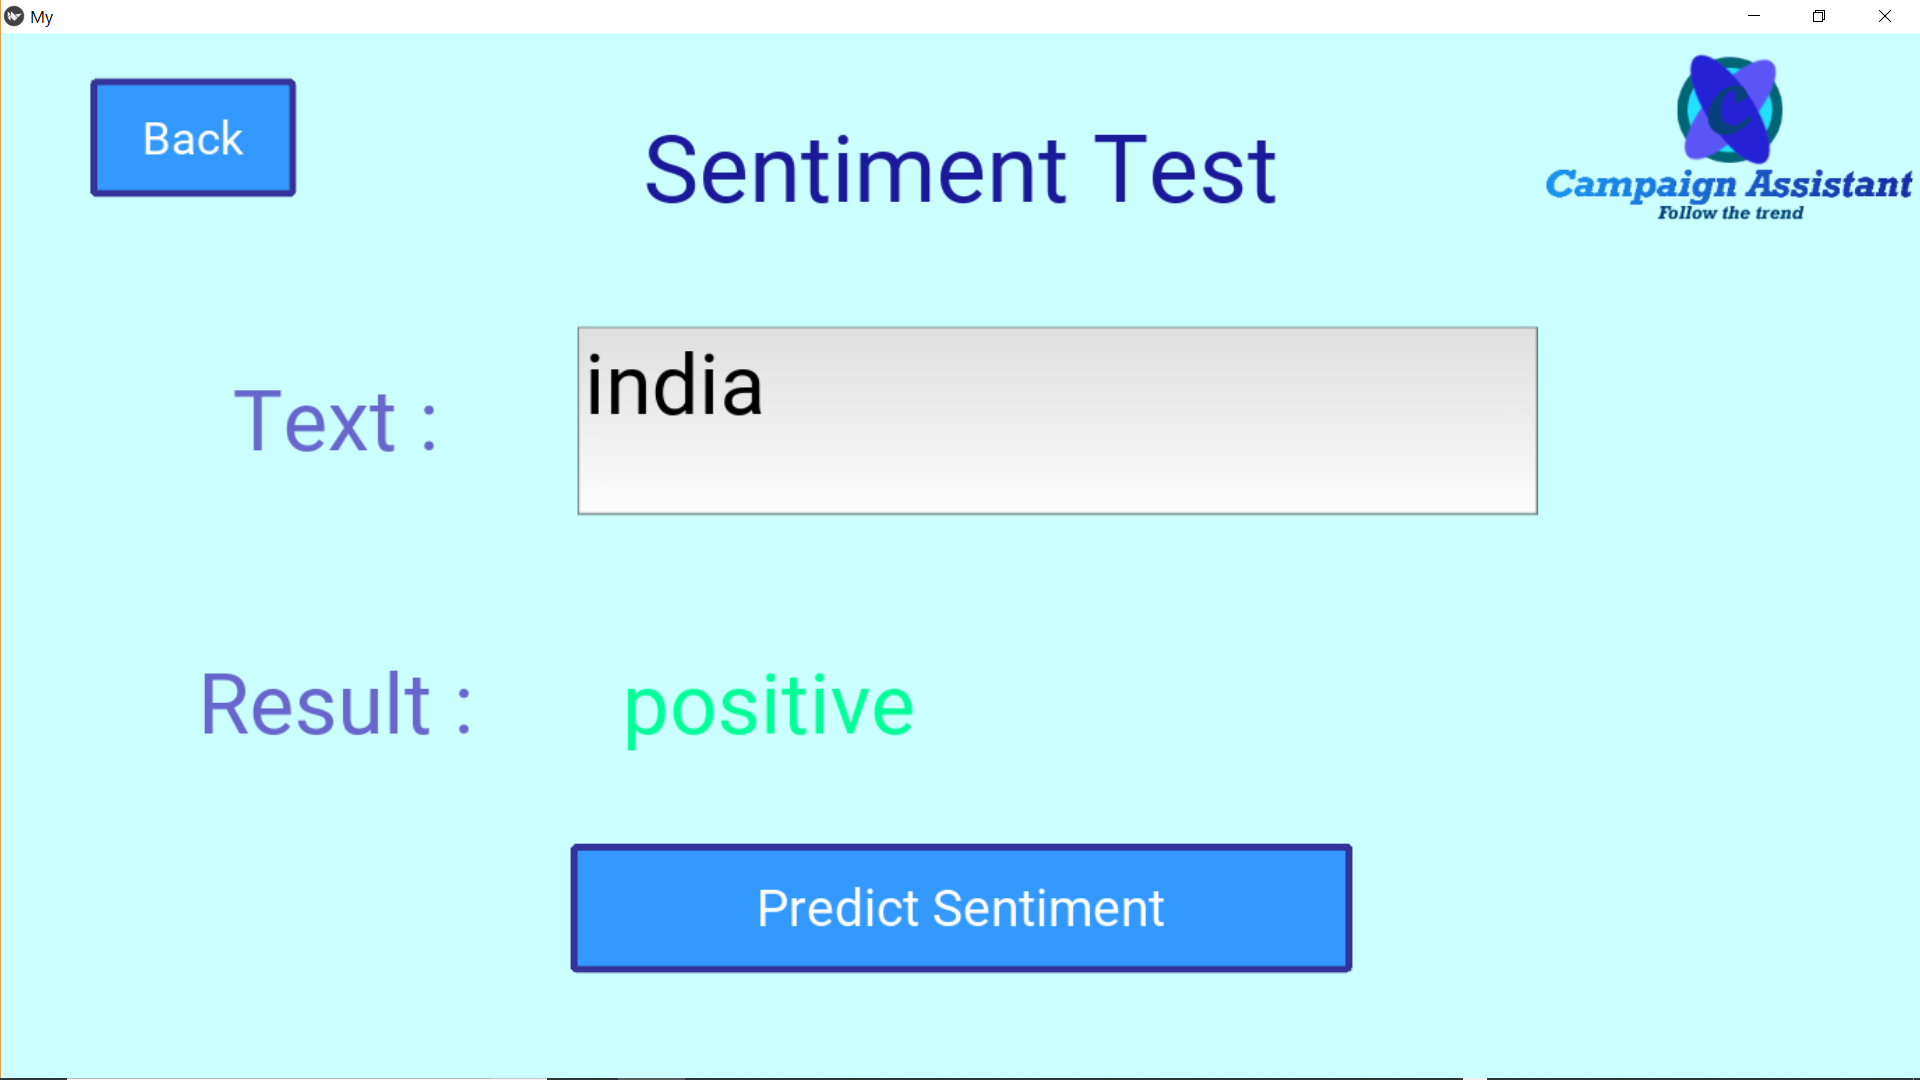 My
Back
Sentiment Test
C
Campaign Assistant
Follow the trend
Text :
india
Result :
positive
Predict Sentiment